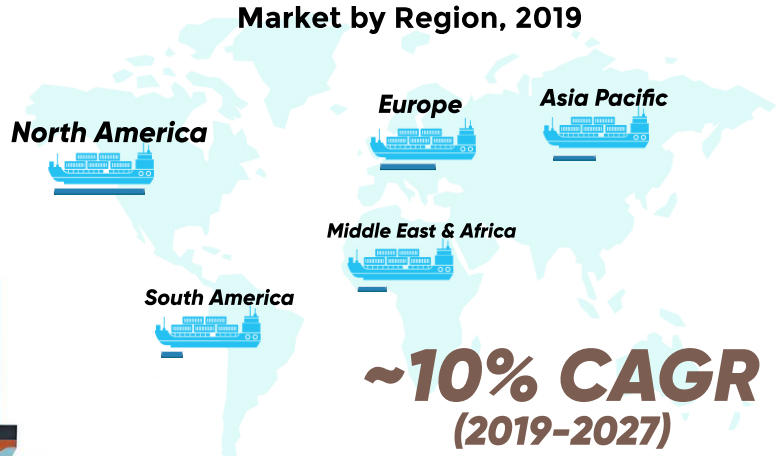 Market by Region, 2019
North America
Europe
Asia Pacific
Middle East & Africa
South America
~10% CAGR
(2019-2027)